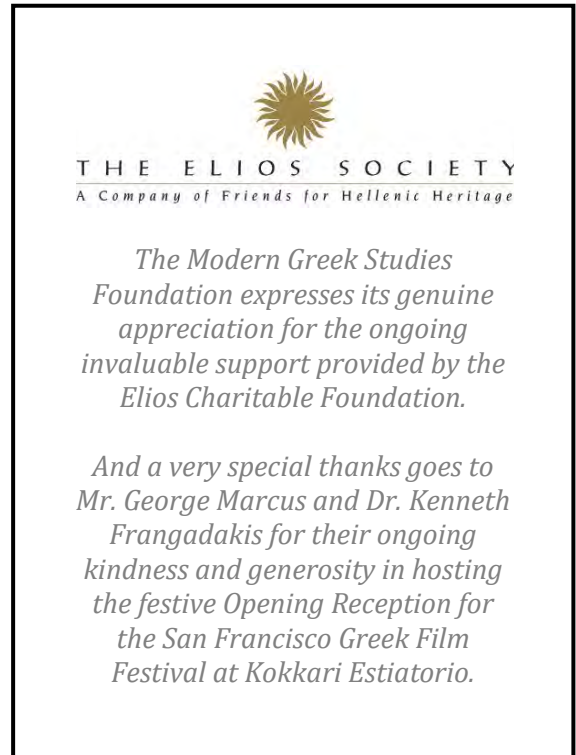 THE ELIOS SOCIETY
A Company of Friends for Hellenic Heritage
The Modern Greek Studies
Foundation expresses its genuine
appreciation for the ongoing
invaluable support provided by the
Elios Charitable Foundation.
And a very special thanks goes to
Mr. George Marcus and Dr. Kenneth
Frangadakis for their ongoing
kindness and generosity in hosting
the festive Opening Reception for
the San Francisco Greek Film
Festival at Kokkari Estiatorio.